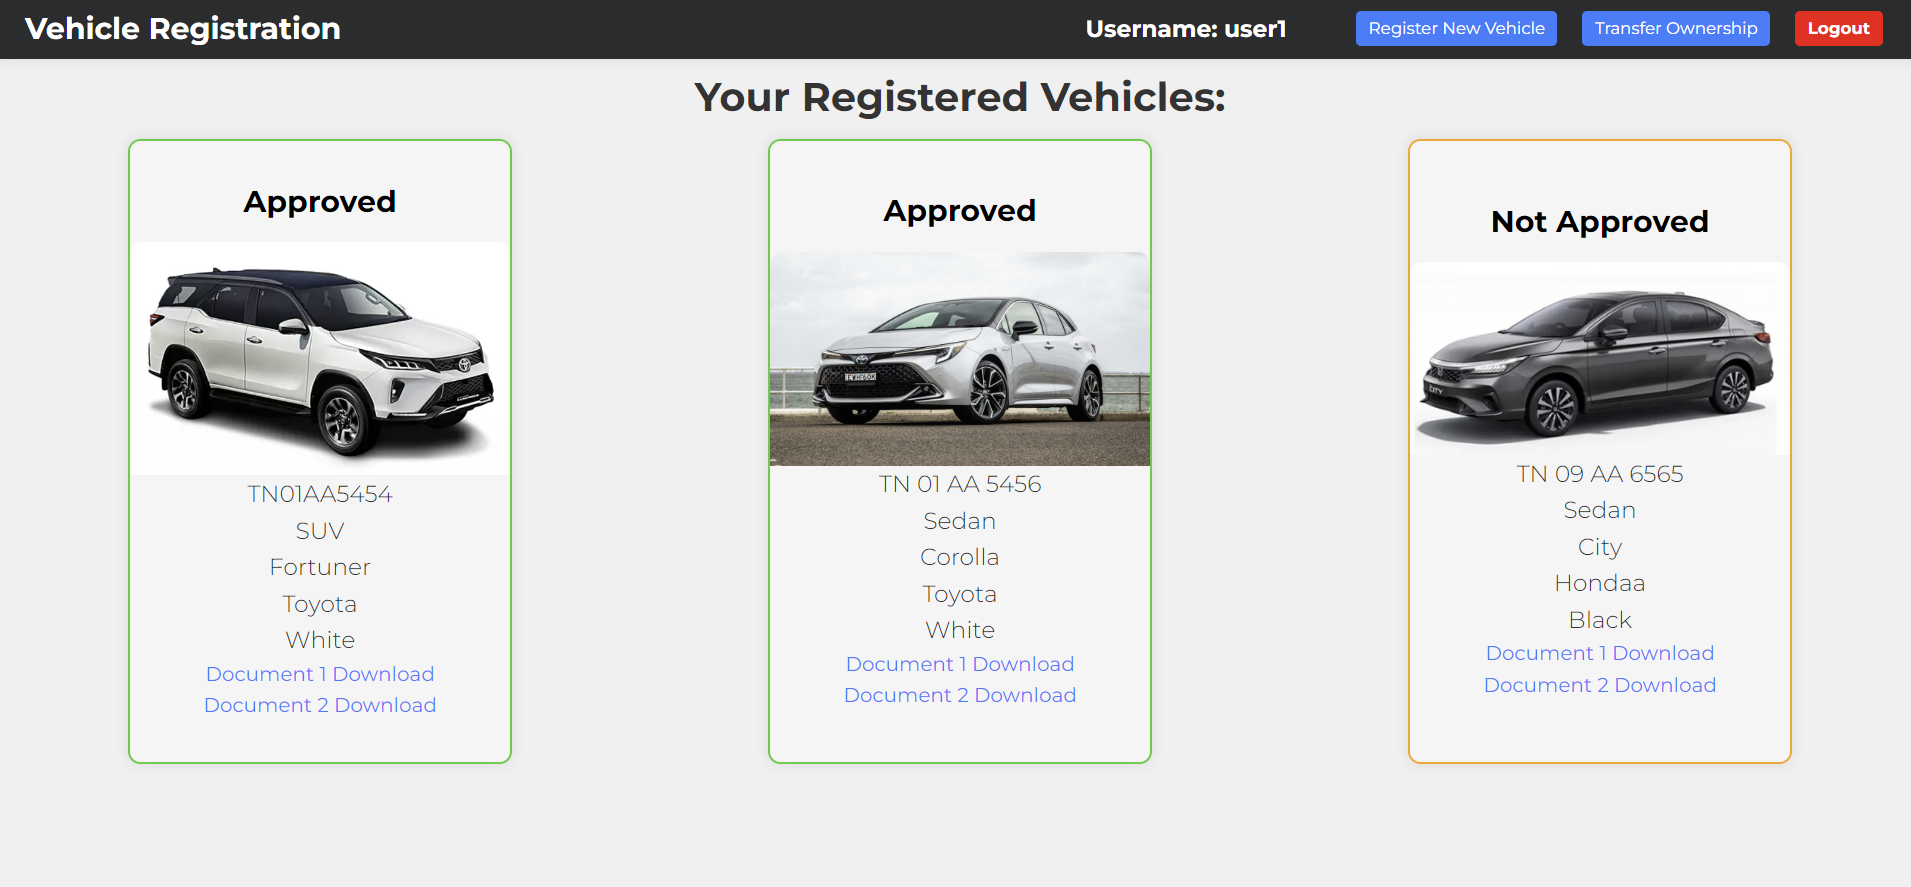 Vehicle Registration
Username: user1
Register New Vehicle
Transfer Ownership
Logout
Your Registered Vehicles:
Approved
TN01AA5454
SUV
Fortuner
Toyota
White
Document 1 Download
Document 2 Download
Approved
TN 01 AA 5456
Sedan
Corolla
Toyota
White
Document 1 Download
Document 2 Download
Not Approved
CITY
TN 09 AA 6565
Sedan
City
Hondaa
Black
Document 1 Download
Document 2 Download